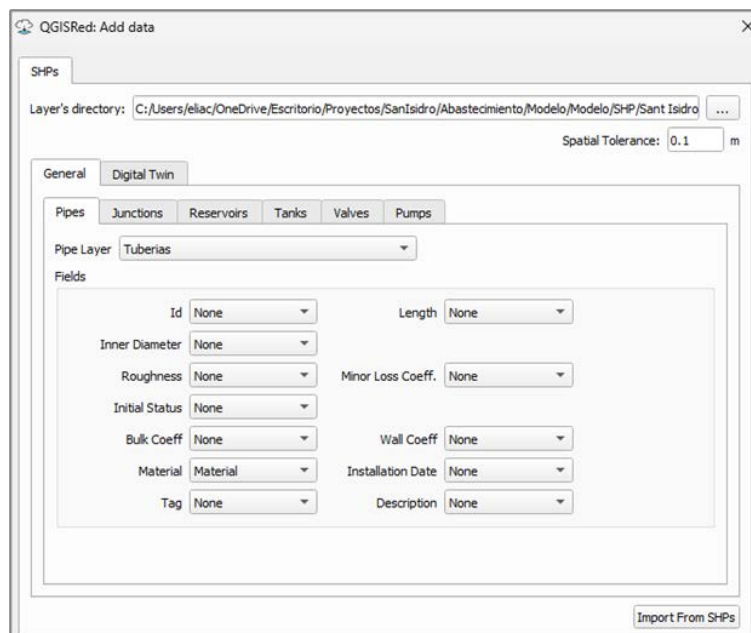 QGISRed: Add data
SHPs
Layer's directory: C:/Users/eliac/OneDrive/Escritorio/Proyectos/SanIsidro/Abastecimiento/Modelo/Modelo/SHP/Sant Isidro ...
Spatial Tolerance: 0.1 m
General Digital Twin
Pipes Junctions Reservoirs Tanks Valves Pumps
Pipe Layer Tuberias
Fields
Id None Length None
Inner Diameter None
Roughness None Minor Loss Coeff. None
Initial Status None
Bulk Coeff None Wall Coeff None
Material Material Installation Date None
Tag None Description None
Import From SHPs